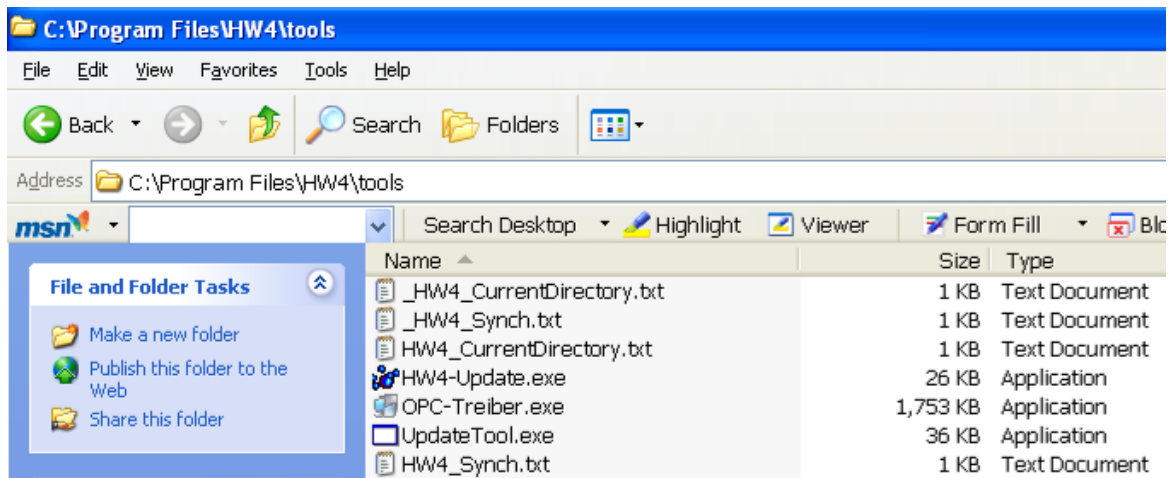 C:\Program Files\HW4\tools
File Edit View Favorites Tools Help
Back Search Folders
Address C:\Program Files\HW4\tools
msn Search Desktop Highlight Viewer Form Fill Blo
File and Folder Tasks
Make a new folder
Publish this folder to the
Web
Share this folder
Name Size Type
_HW4_CurrentDirectory.txt 1 KB Text Document
_HW4_Synch.txt 1 KB Text Document
HW4_CurrentDirectory.txt 1 KB Text Document
HW4-Update.exe 26 KB Application
OPC-Treiber.exe 1,753 KB Application
UpdateTool.exe 36 KB Application
HW4_Synch.txt 1 KB Text Document